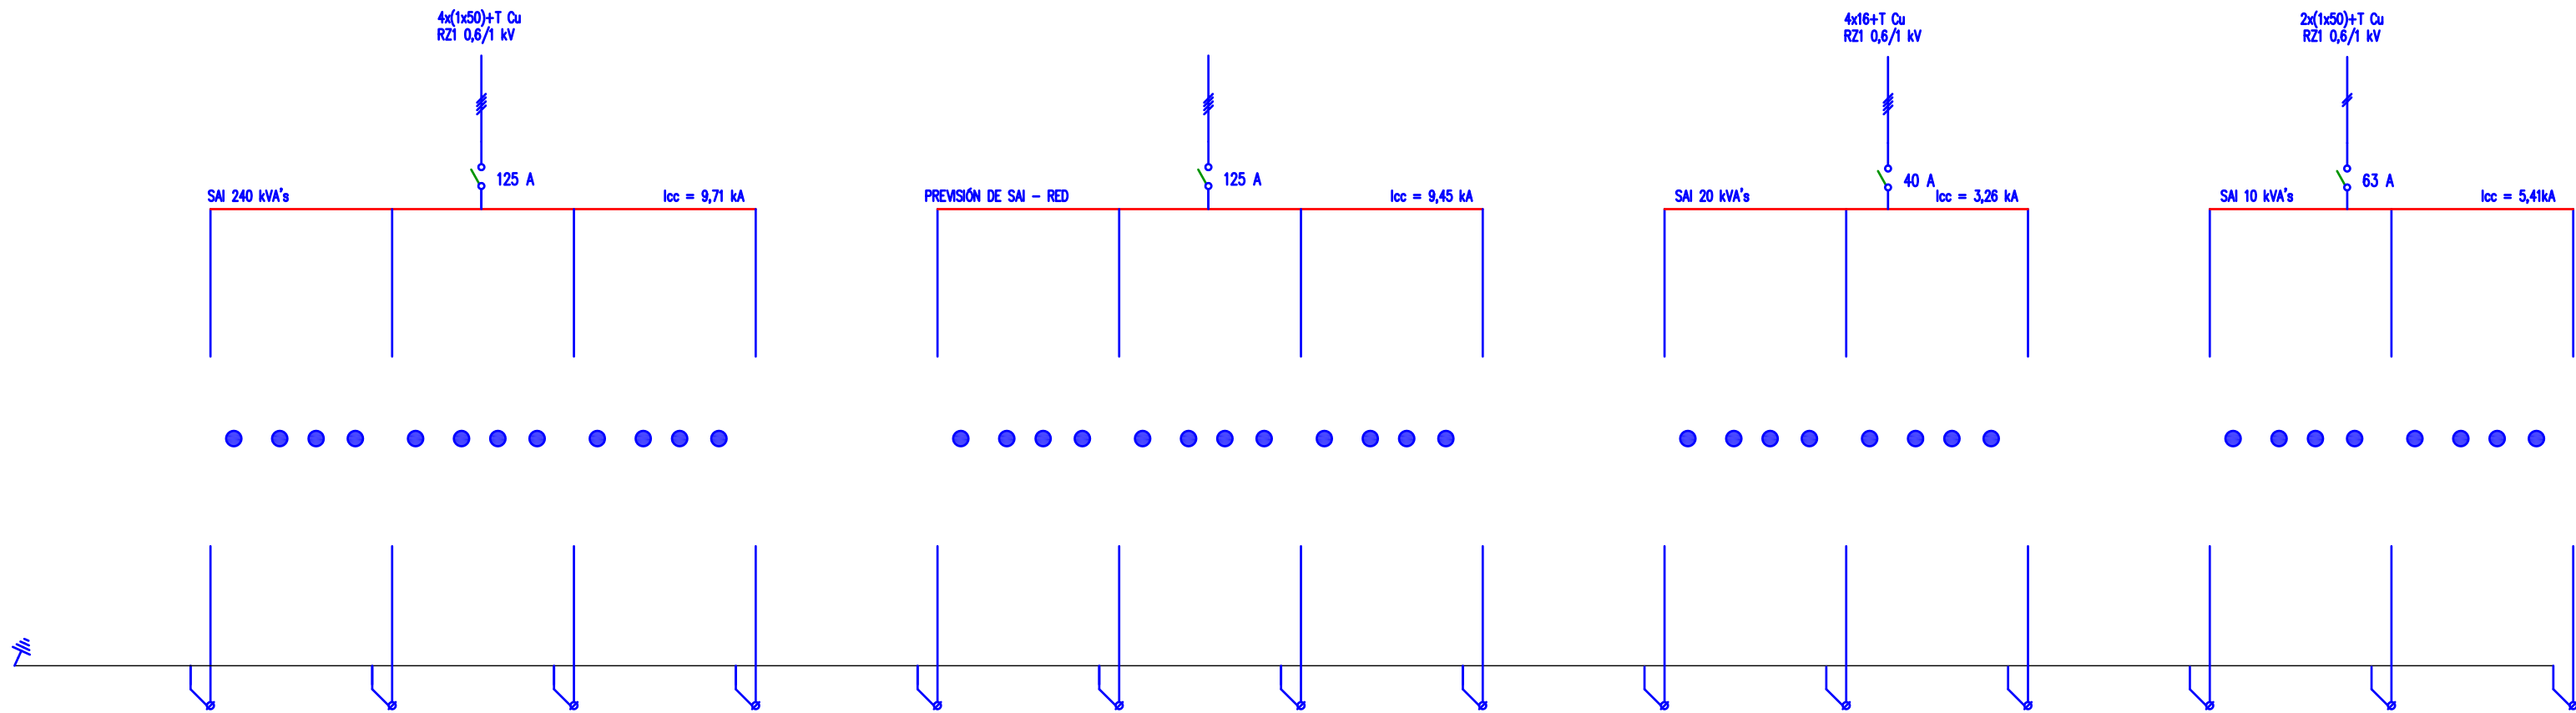 4x(1x50)+T Cu
RZ1 0,6/1 kV
125 A
SAI 240 kVA's
Icc = 9,71 kA
125 A
PREVISIÓN DE SAI - RED
Icc = 9,45 kA
4x16+T Cu
RZ1 0,6/1 kV
40 A
SAI 20 kVA's
Icc = 3,26 kA
2x(1x50)+T Cu
RZ1 0,6/1 kV
63 A
SAI 10 kVA's
Icc = 5,41kA